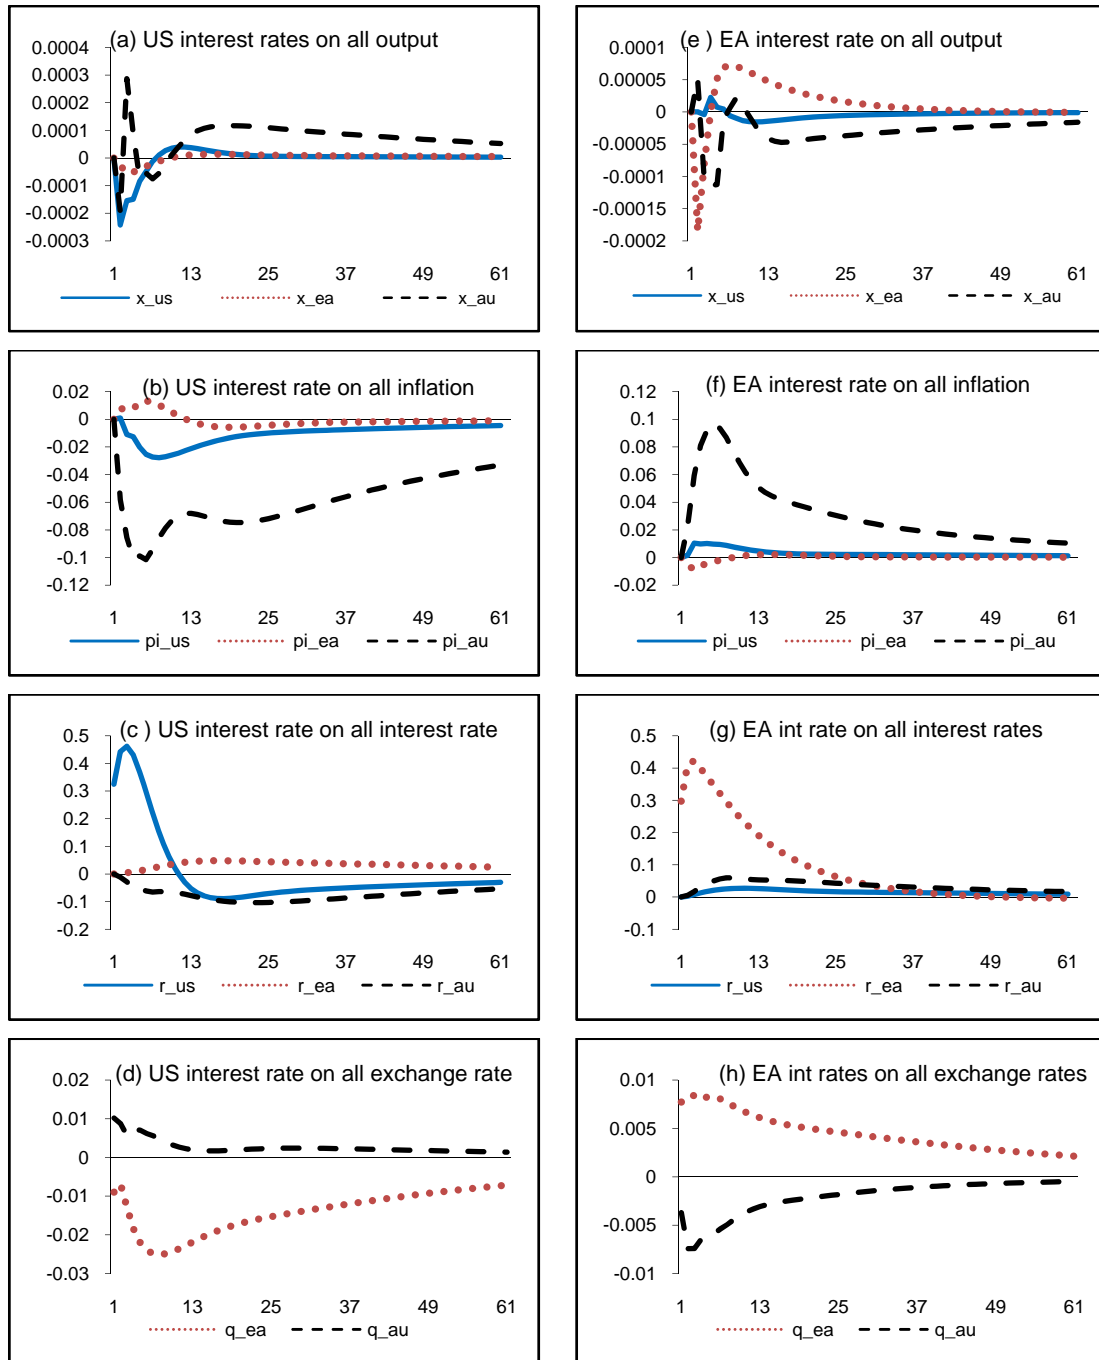 (a) US interest rates on all output
0.0004
0.0003
0.0002
0.0001
0
-0.0001
-0.0002
-0.0003
1 13 25 37 49 61
x_us x_ea x_au
(e ) EA interest rate on all output
0.0001
0.00005
0
-0.00005
-0.0001
-0.00015
-0.0002
1 13 25 37 49 61
x_us x_ea x_au
(b) US interest rate on all inflation
0.02
0
-0.02
-0.04
-0.06
-0.08
-0.1
-0.12
1 13 25 37 49 61
pi_us pi_ea pi_au
(f) EA interest rate on all inflation
0.12
0.1
0.08
0.06
0.04
0.02
0
-0.02
1 13 25 37 49 61
pi_us pi_ea pi_au
(c ) US interest rate on all interest rate
0.5
0.4
0.3
0.2
0.1
0
-0.1
-0.2
1 13 25 37 49 61
r_us r_ea r_au
(g) EA int rate on all interest rates
0.5
0.4
0.3
0.2
0.1
0
-0.1
1 13 25 37 49 61
r_us r_ea r_au
(d) US interest rate on all exchange rate
0.02
0.01
0
-0.01
-0.02
-0.03
1 13 25 37 49 61
q_ea q_au
(h) EA int rates on all exchange rates
0.01
0.005
0
-0.005
-0.01
1 13 25 37 49 61
q_ea q_au